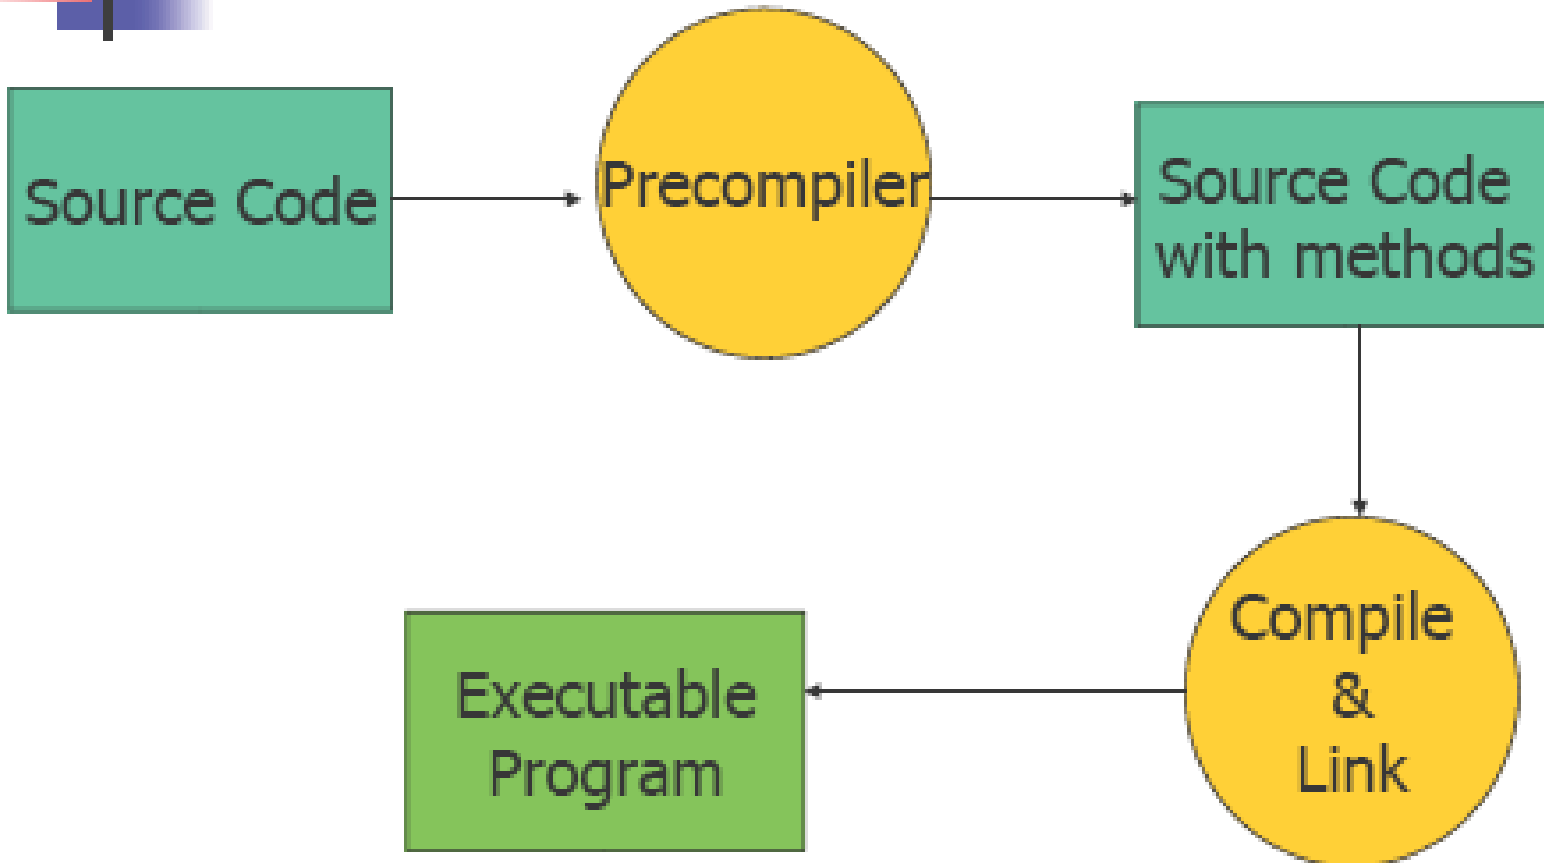 Source Code
Precompiler
Source Code
with methods
Compile
&
Link
Executable
Program